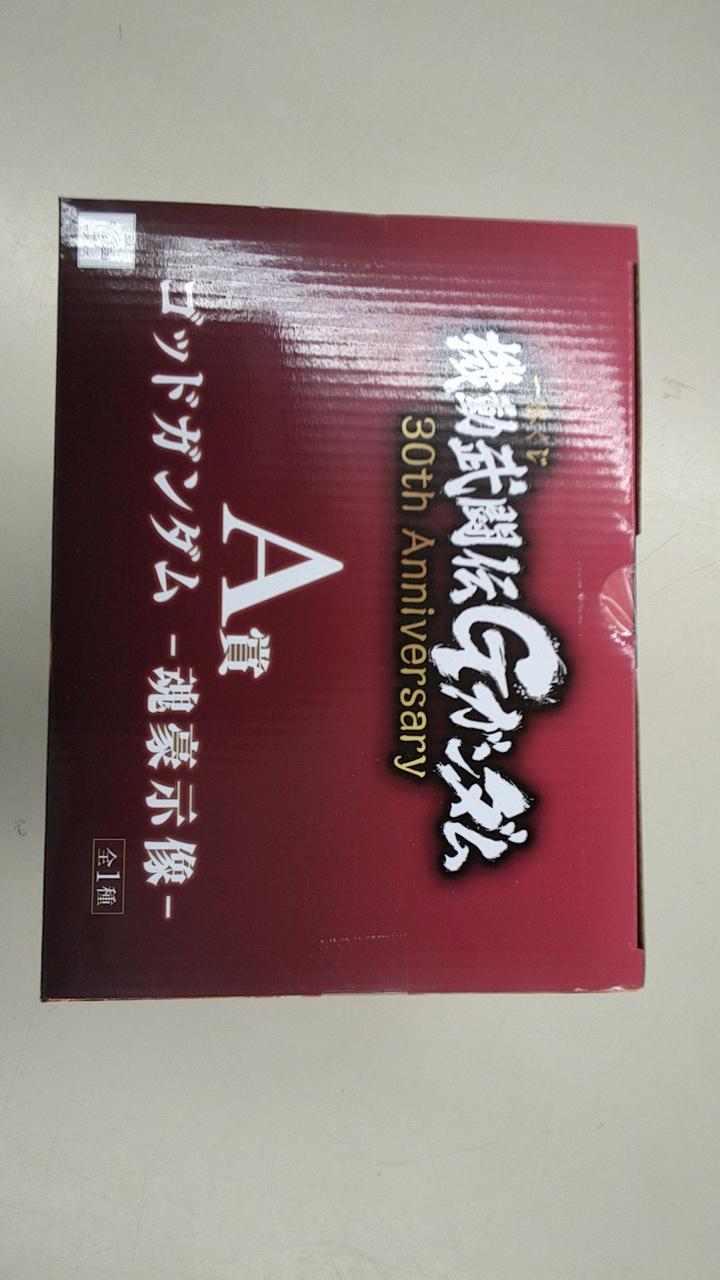 一番くじ
機動武闘伝Gガンダム
30th Anniversary
A賞
ゴッドガンダム -魂豪示像-
全1種